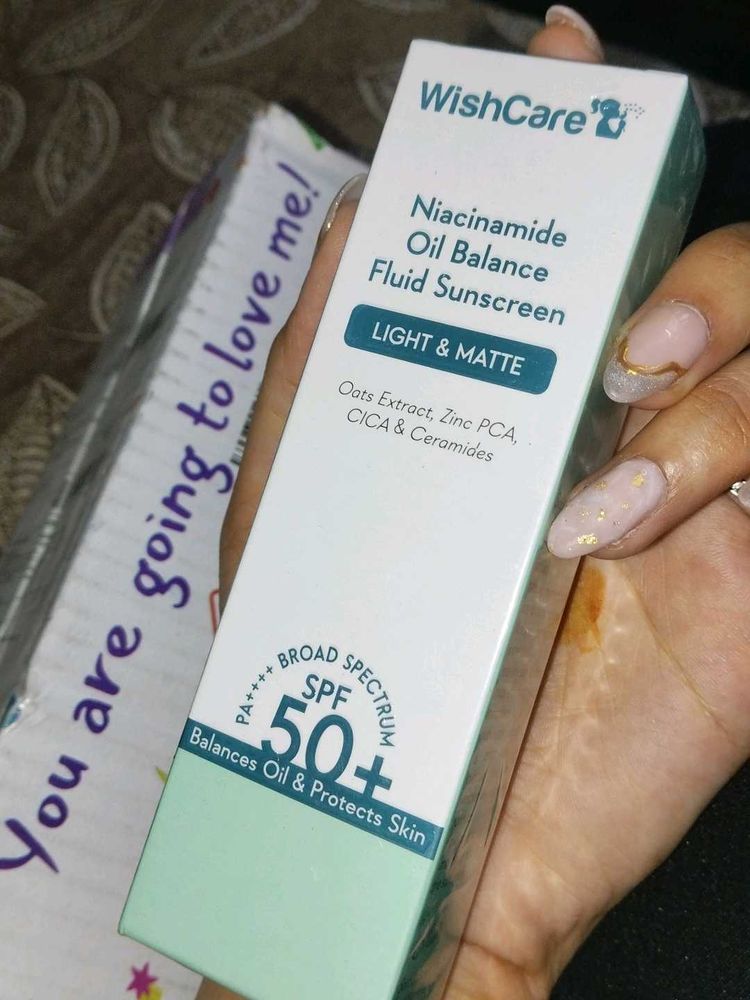 WishCare
Niacinamide
Oil Balance
Fluid Sunscreen
LIGHT & MATTE
Oats Extract, Zinc PCA,
CICA & Ceramides
PA++++ BROAD SPECTRUM
SPF
50+
Balances Oil & Protects Skin
You are going to love me!